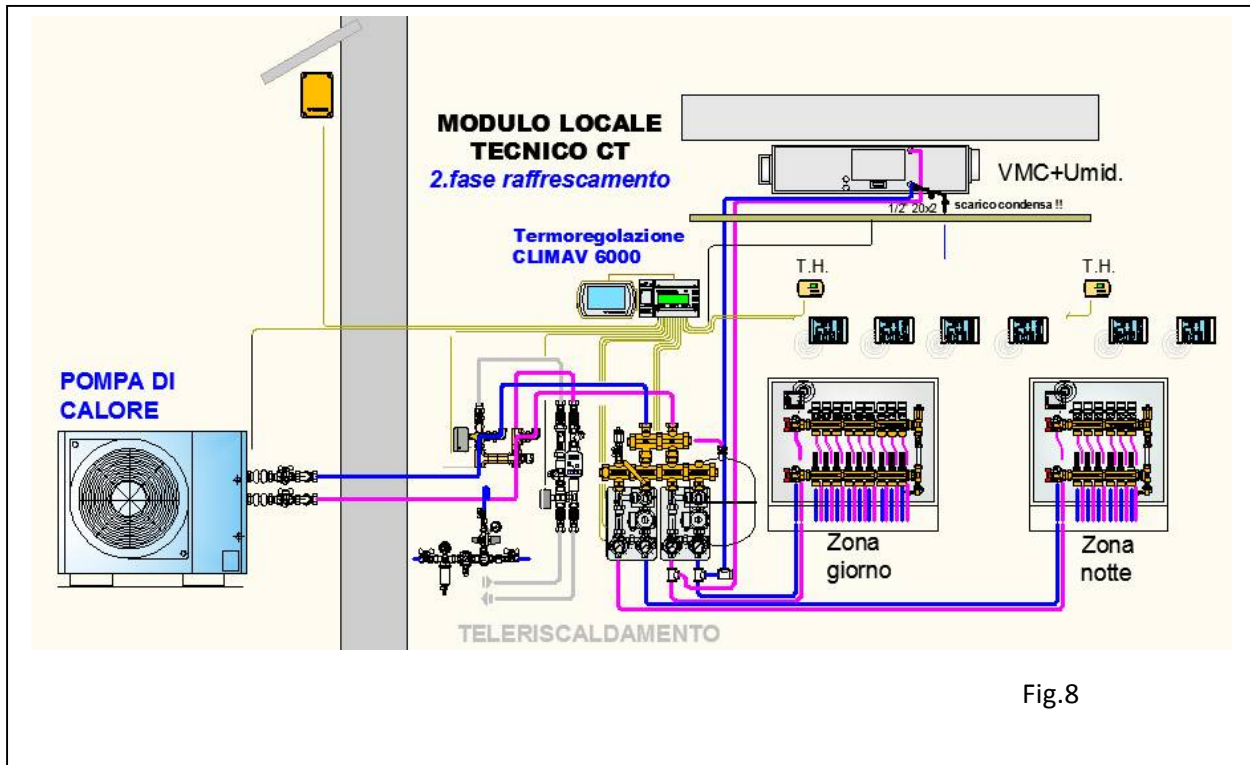 MODULO LOCALE
TECNICO CT
2.fase raffrescamento
VMC+Umid.
1/2" 20x2
scarico condensa !!
Termoregolazione
CLIMAV 6000
T.H.
T.H.
POMPA DI
CALORE
Zona
giorno
Zona
notte
TELERISCALDAMENTO
Fig.8